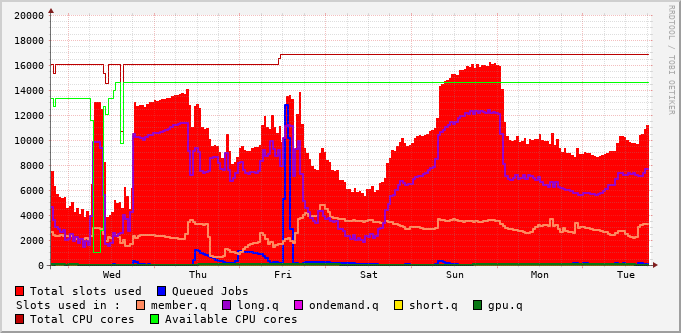 20000
18000
16000
14000
12000
10000
8000
6000
4000
2000
0
Wed Thu Fri Sat Sun Mon Tue
RRDTOOL / TOBI OETIKER
Total slots used Queued Jobs
Slots used in : member.q long.q ondemand.q short.q gpu.q
Total CPU cores Available CPU cores